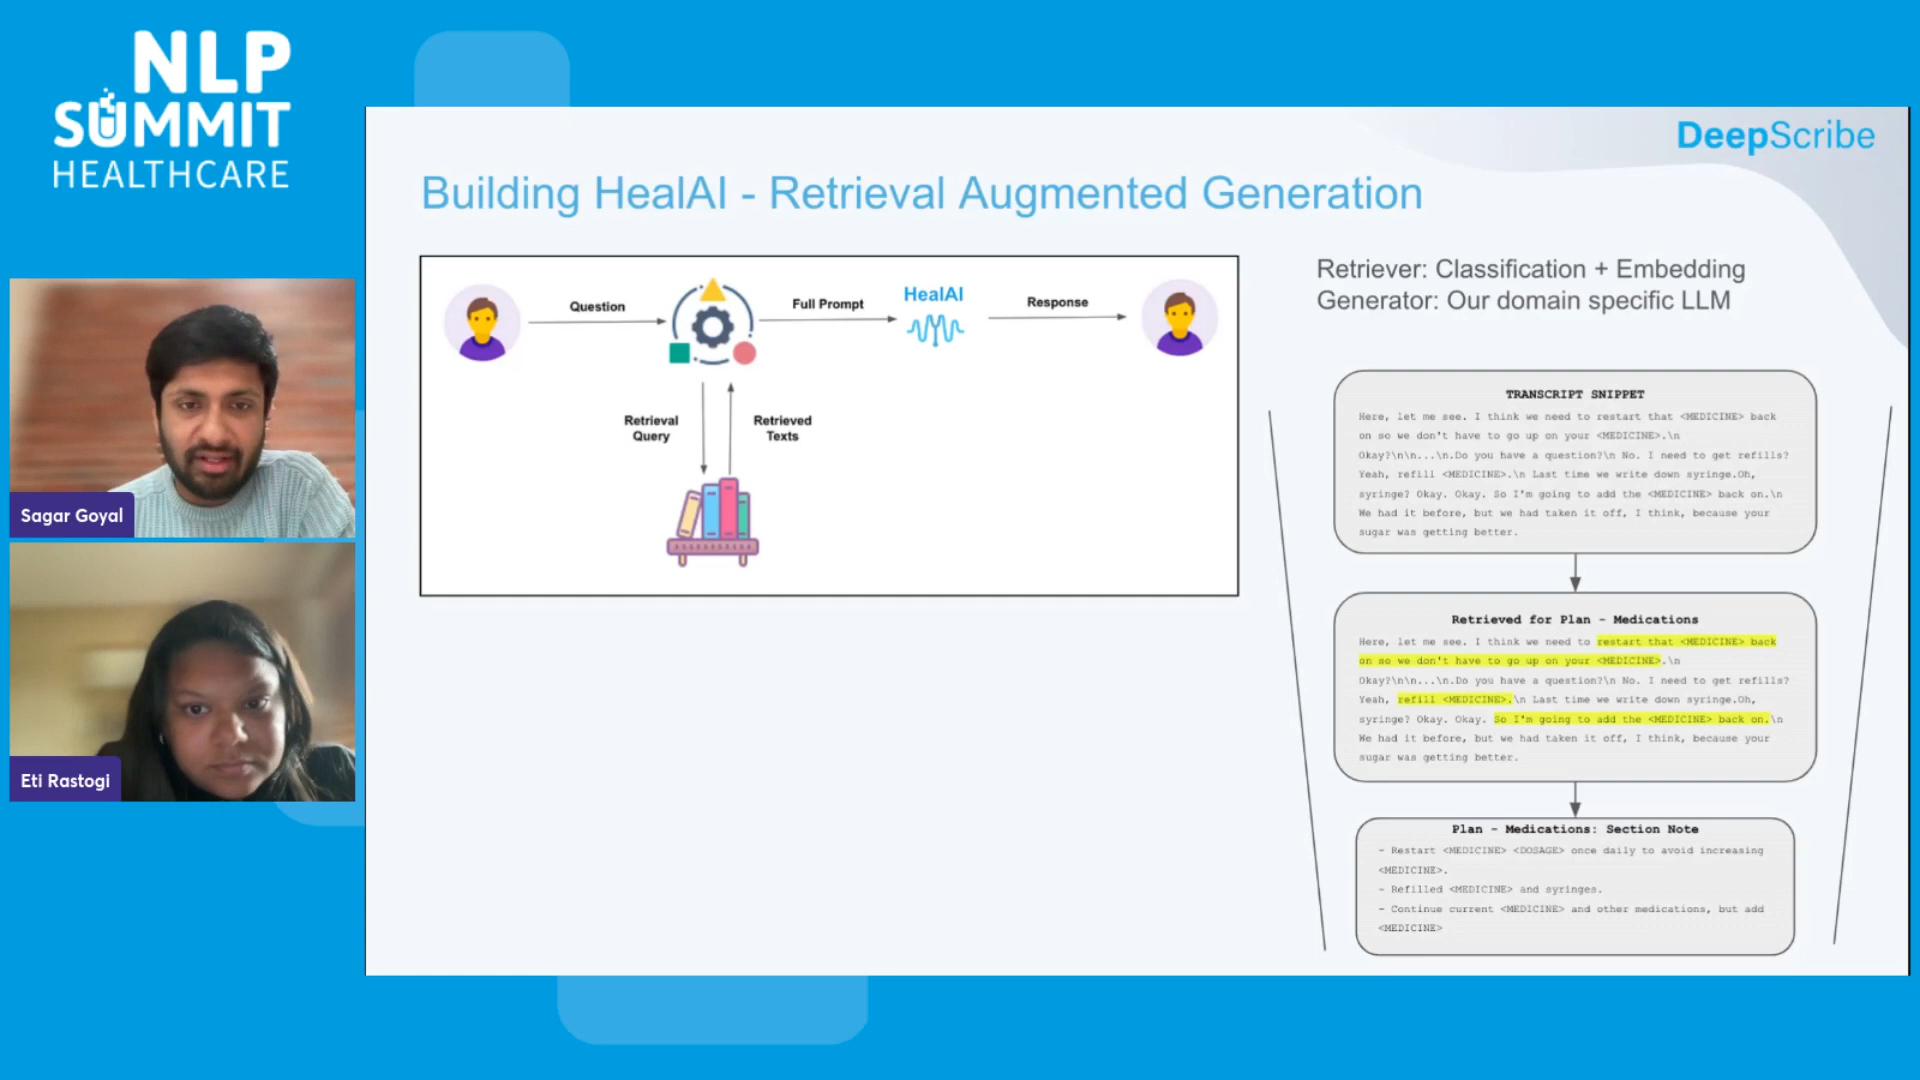 NLP
SUMMIT
HEALTHCARE
DeepScribe
Building HealAI - Retrieval Augmented Generation
Question
Full Prompt
HealAI
Response
Retrieval
Query
Retrieved
Texts
Retriever: Classification + Embedding
Generator: Our domain specific LLM
TRANSCRIPT SNIPPET
Here, let me see. I think we need to restart that <MEDICINE> back
on so we don't have to go up on your <MEDICINE>.\n
Okay?\n\n...\n.Do you have a question?\n No. I need to get refills?
Yeah, refill <MEDICINE>.\n Last time we write down syringe.Oh,
syringe? Okay. Okay. So I'm going to add the <MEDICINE> back on.\n
We had it before, but we had taken it off, I think, because your
sugar was getting better.
Retrieved for Plan - Medications
Here, let me see. I think we need to restart that <MEDICINE> back
on so we don't have to go up on your <MEDICINE>.\n
Okay?\n\n...\n.Do you have a question?\n No. I need to get refills?
Yeah, refill <MEDICINE>.\n Last time we write down syringe.Oh,
syringe? Okay. Okay. So I'm going to add the <MEDICINE> back on.\n
We had it before, but we had taken it off, I think, because your
sugar was getting better.
Plan - Medications: Section Note
- Restart <MEDICINE> <DOSAGE> once daily to avoid increasing
<MEDICINE>.
- Refilled <MEDICINE> and syringes.
- Continue current <MEDICINE> and other medications, but add
<MEDICINE>
Sagar Goyal
Eti Rastogi